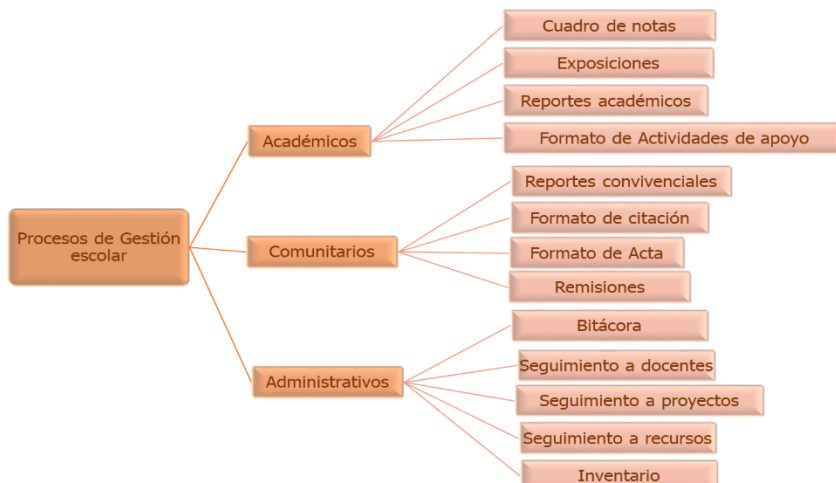 Procesos de Gestión
escolar
Académicos
Cuadro de notas
Exposiciones
Reportes académicos
Formato de Actividades de apoyo
Comunitarios
Reportes convivenciales
Formato de citación
Formato de Acta
Remisiones
Administrativos
Bitácora
Seguimiento a docentes
Seguimiento a proyectos
Seguimiento a recursos
Inventario